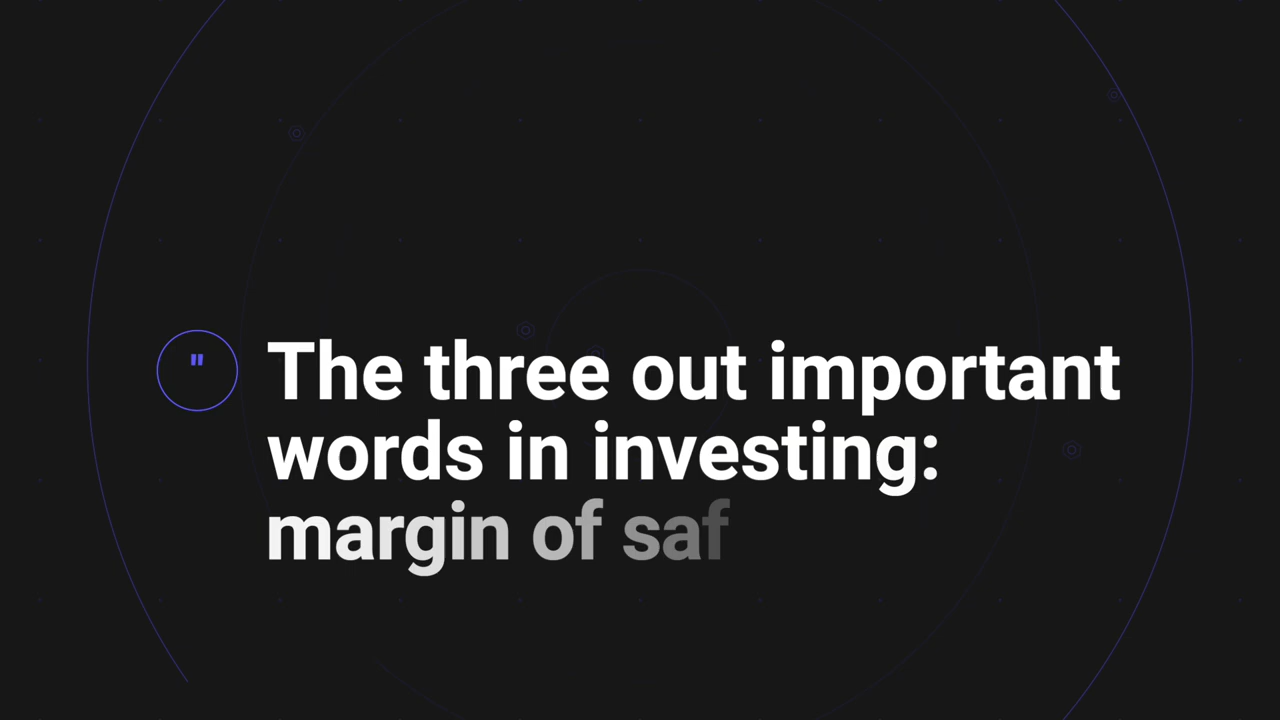 "
The three out important
words in investing:
margin of saf